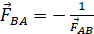 F⃗_BA = − 1/F⃗_AB